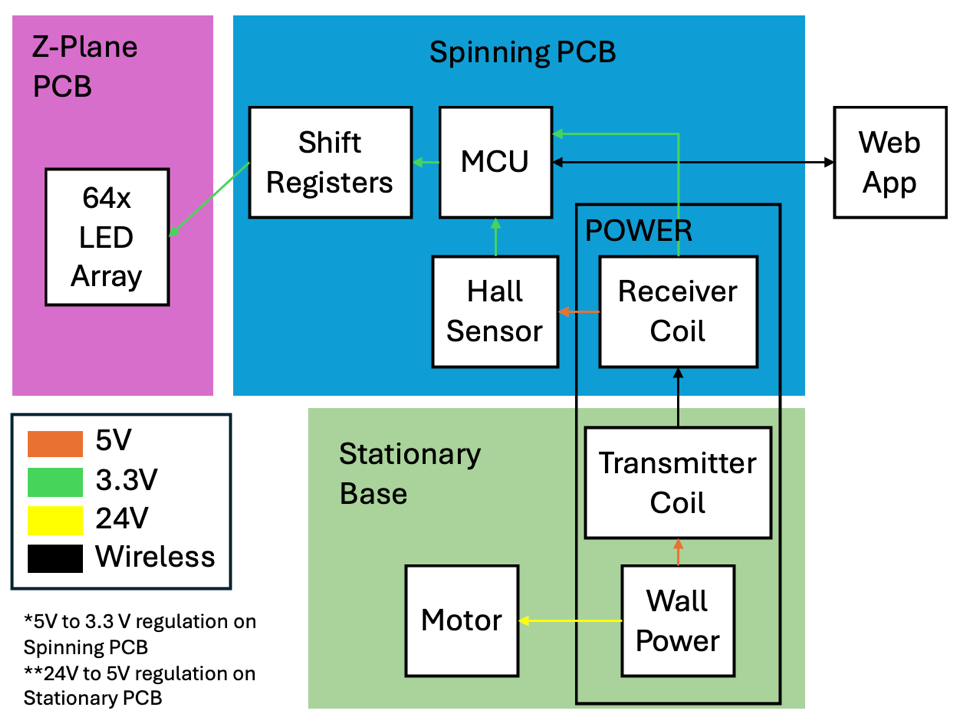 Z-Plane
PCB
Spinning PCB
Shift
Registers
MCU
Web
App
64x
LED
Array
POWER
Hall
Sensor
Receiver
Coil
5V
3.3V
24V
Wireless
Stationary
Base
Transmitter
Coil
Motor
Wall
Power
*5V to 3.3 V regulation on
Spinning PCB
**24V to 5V regulation on
Stationary PCB